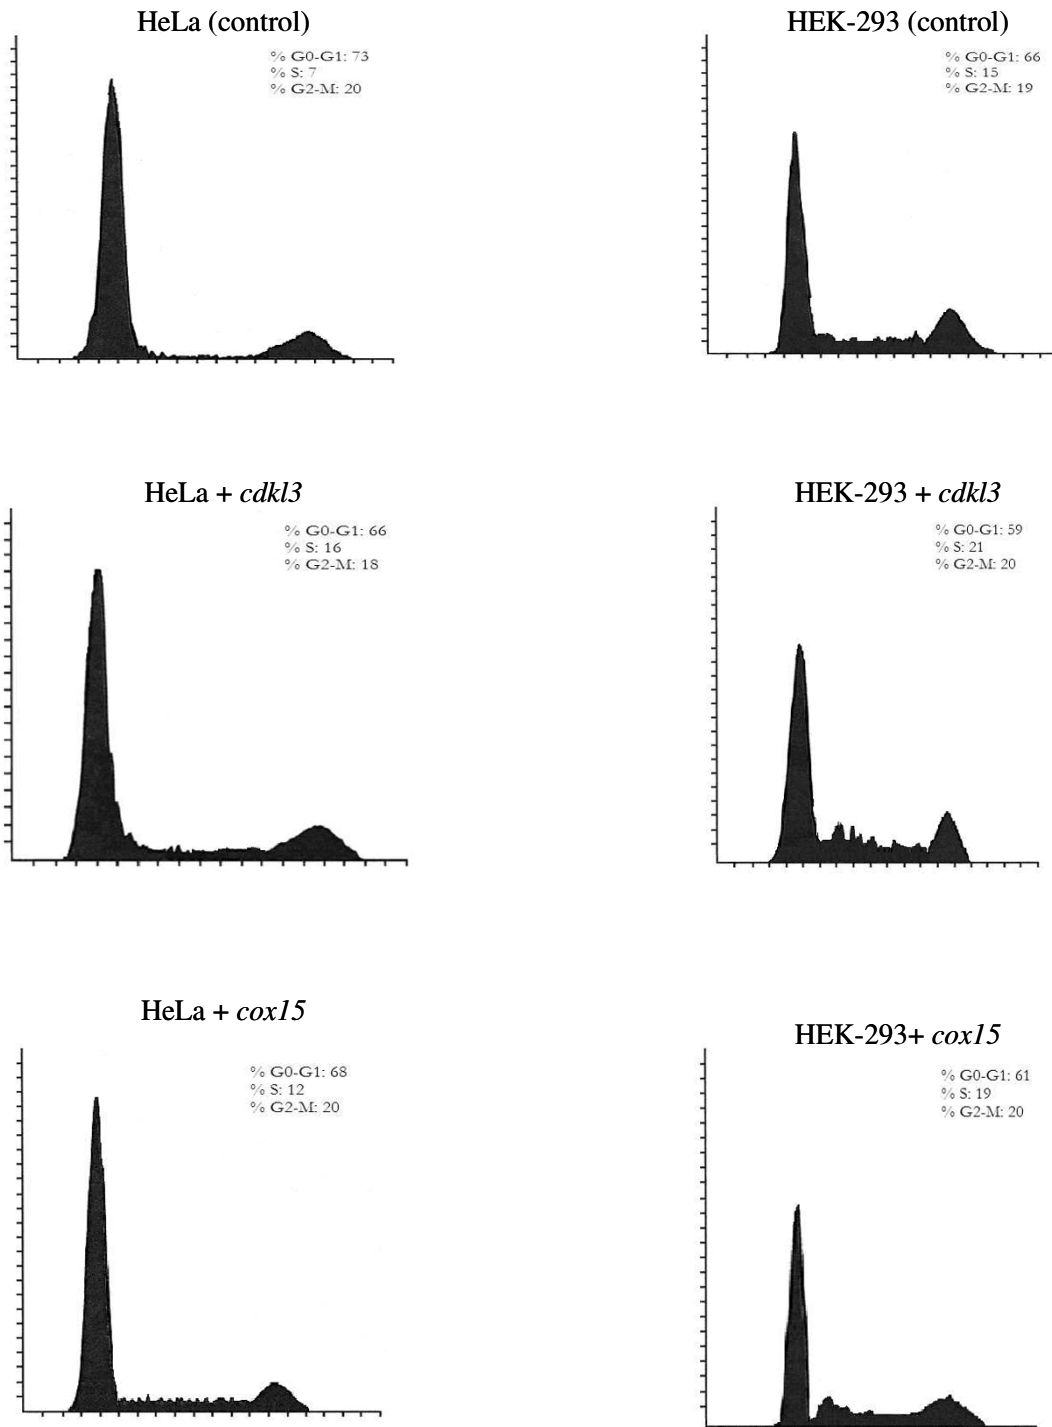 HeLa (control)
% G0-G1: 73
% S: 7
% G2-M: 20
HEK-293 (control)
% G0-G1: 66
% S: 15
% G2-M: 19
HeLa + cdkl3
% G0-G1: 66
% S: 16
% G2-M: 18
HEK-293 + cdkl3
% G0-G1: 59
% S: 21
% G2-M: 20
HeLa + cox15
% G0-G1: 68
% S: 12
% G2-M: 20
HEK-293+ cox15
% G0-G1: 61
% S: 19
% G2-M: 20